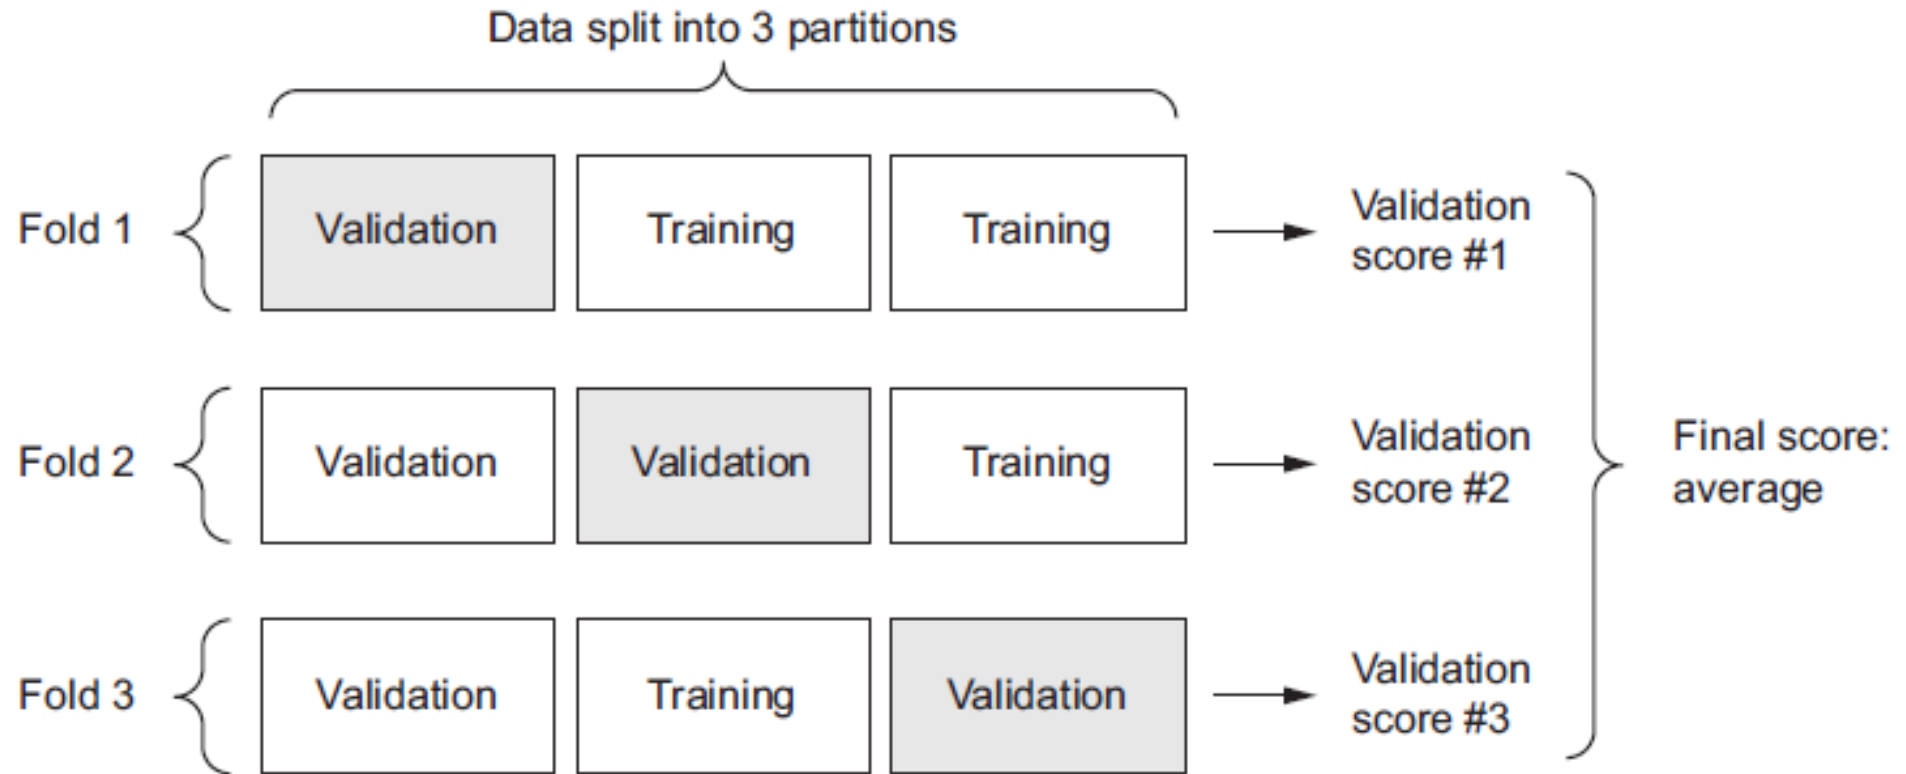 Data split into 3 partitions
Fold 1
Validation
Training
Training
Validation
score #1
Fold 2
Validation
Validation
Training
Validation
score #2
Final score:
average
Fold 3
Validation
Training
Validation
Validation
score #3